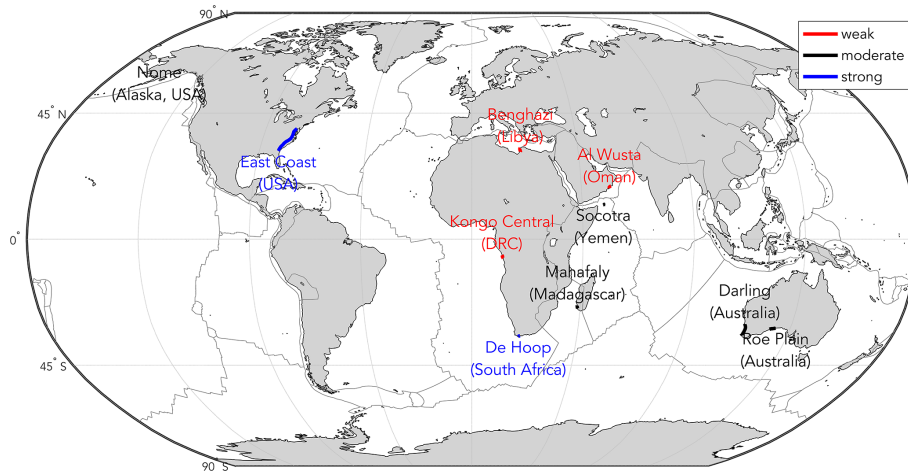 90° N
weak
moderate
strong
Nome
(Alaska, USA)
45° N
Benghazi
(Libya)
East Coast
(USA)
Al Wusta
(Oman)
Kongo Central
(DRC)
Socotra
(Yemen)
0°
Mahafaly
(Madagascar)
Darling
(Australia)
Roe Plain
(Australia)
De Hoop
(South Africa)
45° S
90° S